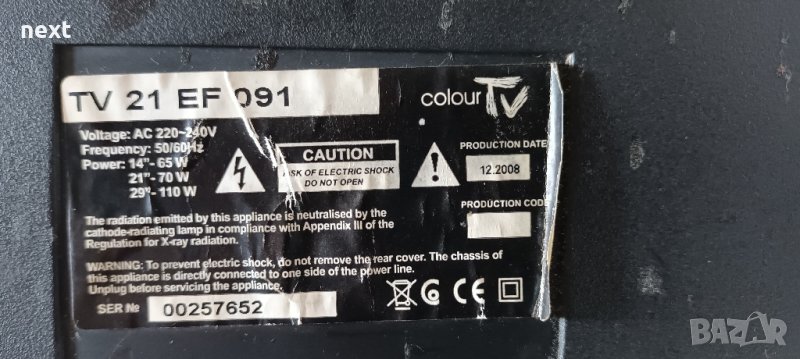 next
TV 21 EF 091
colour TV
Voltage: AC 220~240V
Frequency: 50/60Hz
Power: 14"- 65 W
21"- 70 W
29"- 110 W
CAUTION
RISK OF ELECTRIC SHOCK
DO NOT OPEN
PRODUCTION DATE
12.2008
PRODUCTION CODE
The radiation emitted by this appliance is neutralised by the
cathode-radiating lamp in compliance with Appendix III of the
Regulation for X-ray radiation.
WARNING: To prevent electric shock, do not remove the rear cover. The chassis of
this appliance is directly connected to one side of the power line.
Unplug before servicing the appliance.
SER № 00257652
CE
BAZAR